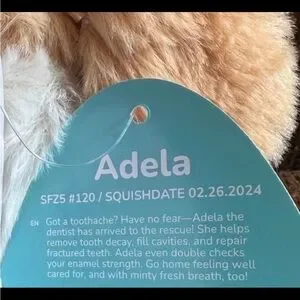 Adela
SFZ5 #120 / SQUISHDATE 02.26.2024
EN Got a toothache? Have no fear—Adela the
dentist has arrived to the rescue! She helps
remove tooth decay, fill cavities, and repair
fractured teeth. Adela even double checks
your enamel strength. Go home feeling well
cared for, and with minty fresh breath, too!